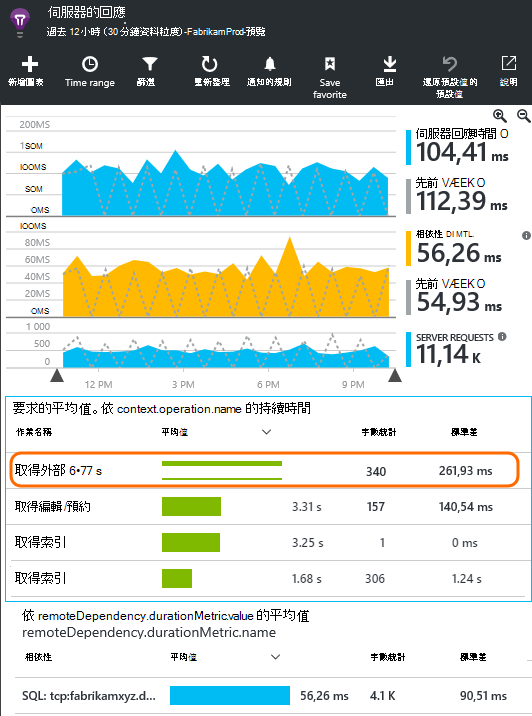 伺服器的回應
過去 12 小時 (30 分鐘資料粒度)-FabrikamProd-預覽
新增圖表 Time range 篩選 重新整理 通知的規則 Save favorite 匯出 還原預設值的預設值 說明
200MS
1SOM
IOOMS
SOM
OMS
伺服器回應時間 O
104,41 ms
先前 VÆEK O
112,39 ms
IOOMS
80MS
60MS
40MS
20MS
OMS
相依性 DI MTL.
56,26 ms
先前 VÆEK O
54,93 ms
1 000
500
0
SERVER REQUESTS
11,14 K
12 PM 3 PM 6 PM 9 PM
要求的平均值。依 context.operation.name 的持續時間
作業名稱 平均值 字數統計 標準差
取得外部 6•77 s 340 261,93 ms
取得編輯/預約 3.31 s 157 140,54 ms
取得索引 3.25 s 1 0 ms
取得索引 1.68 s 306 1.24 s
依 remoteDependency.durationMetric.value 的平均值
remoteDependency.durationMetric.name
相依性 平均值 字數統計 標準差
SQL: tcp:fabrikamxyz.d... 56,26 ms 4.1 K 90,51 ms